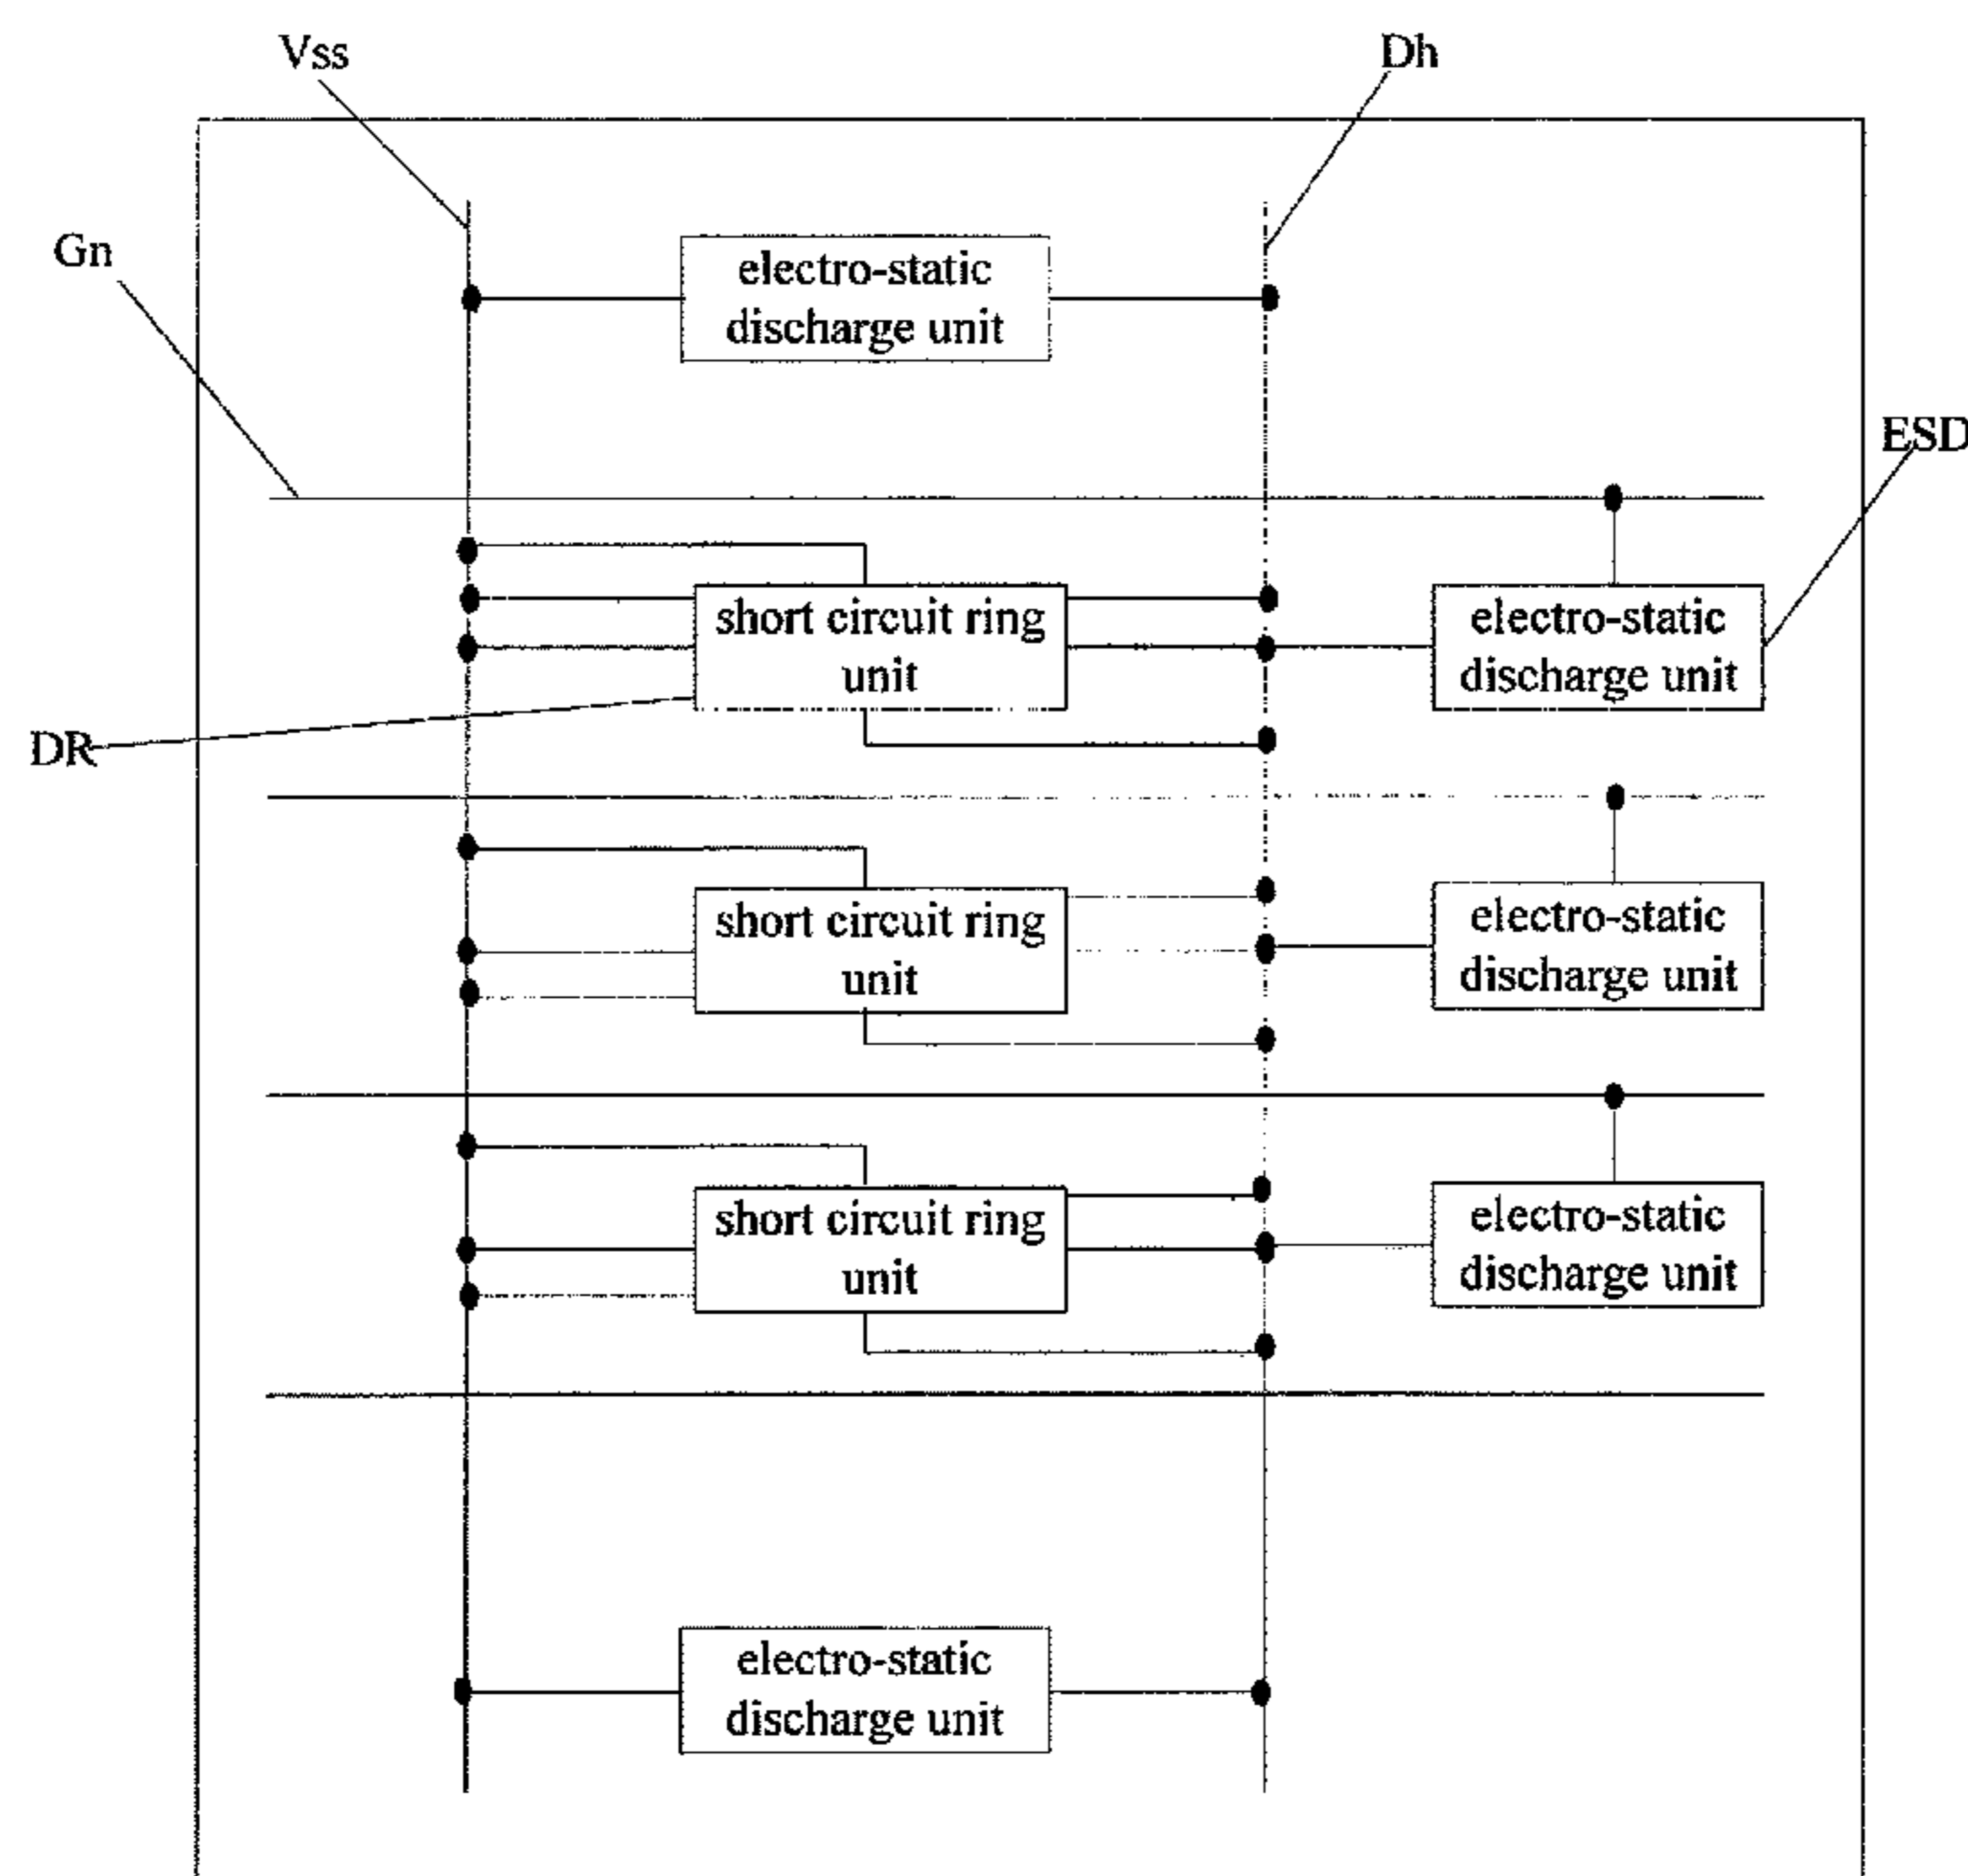 Vss
Dh
Gn
electro-static
discharge unit
ESD
short circuit ring
unit
electro-static
discharge unit
DR
short circuit ring
unit
electro-static
discharge unit
short circuit ring
unit
electro-static
discharge unit
electro-static
discharge unit